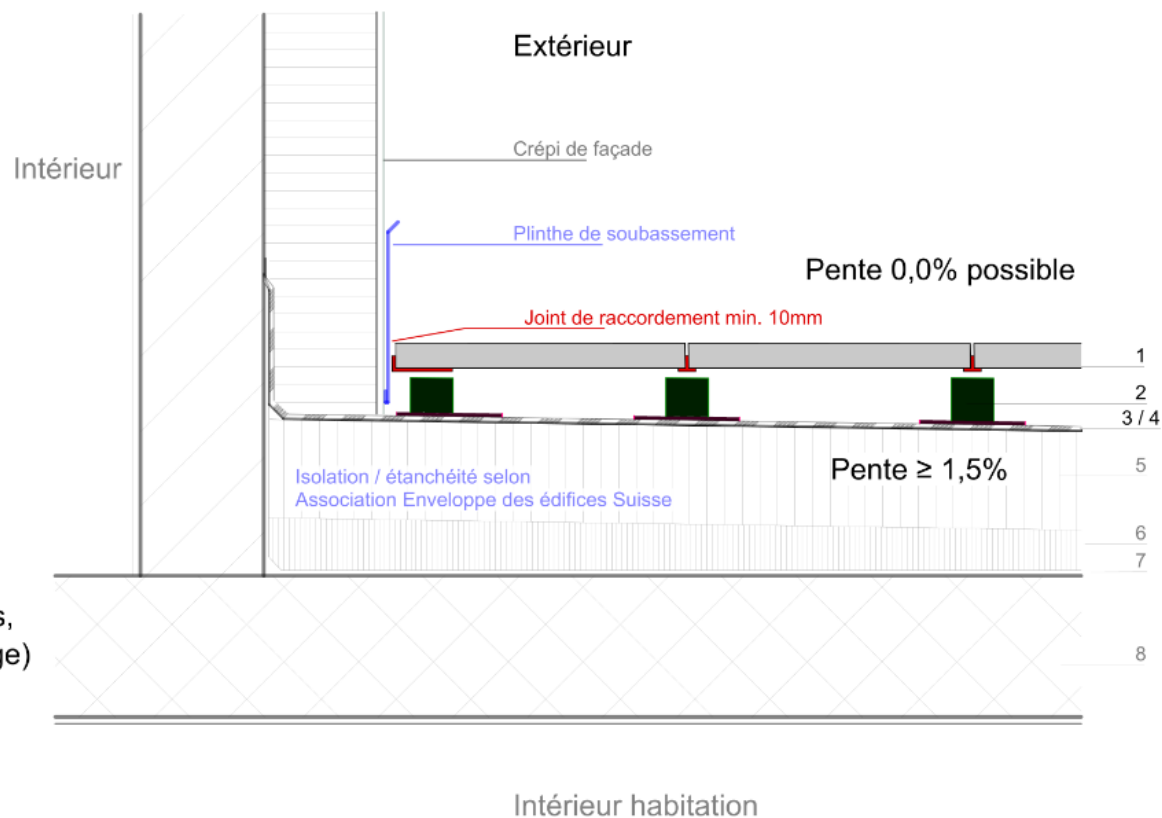 Extérieur
Crépi de façade
Intérieur
Plinthe de soubassement
Pente 0,0% possible
Joint de raccordement min. 10mm
1
2
3 / 4
Pente ≥ 1,5%
5
Isolation / étanchéité selon
Association Enveloppe des édifices Suisse
6
7
s,
ge)
8
Intérieur habitation